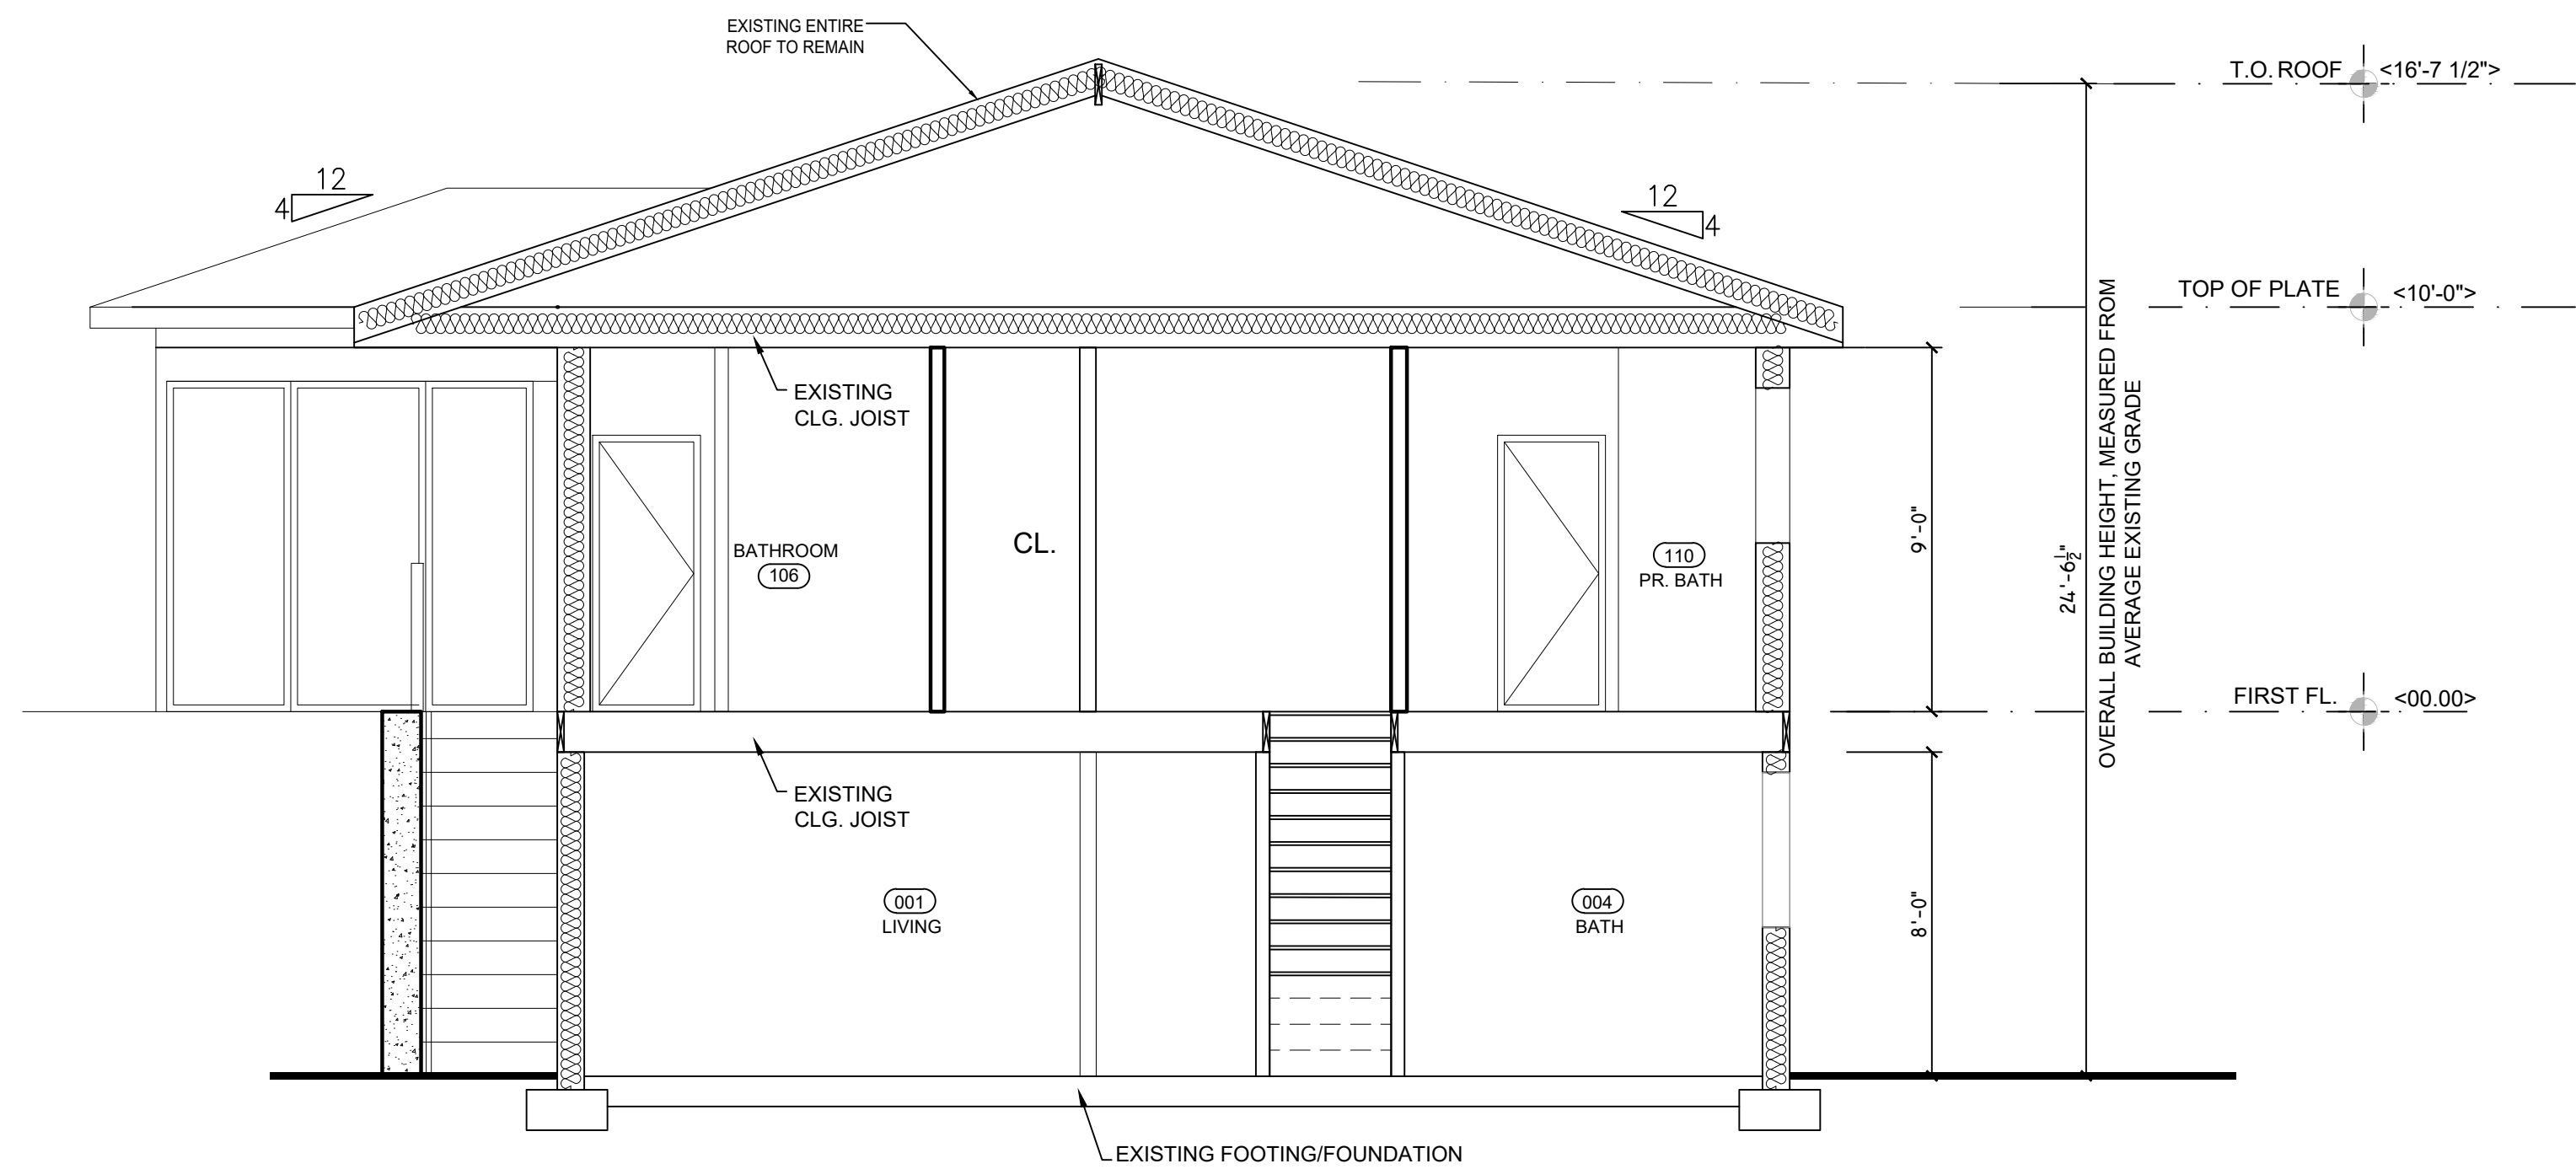 EXISTING ENTIRE
ROOF TO REMAIN
T.O. ROOF <16'-7 1/2">
12
4
12
4
TOP OF PLATE <10'-0">
EXISTING
CLG. JOIST
BATHROOM
106
CL.
110
PR. BATH
9'-0"
24'-6½"
OVERALL BUILDING HEIGHT, MEASURED FROM
AVERAGE EXISTING GRADE
FIRST FL. <00.00>
EXISTING
CLG. JOIST
001
LIVING
004
BATH
8'-0"
EXISTING FOOTING/FOUNDATION